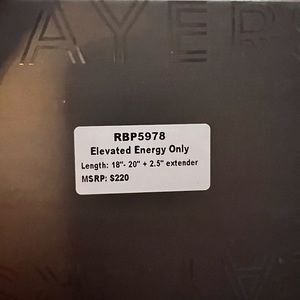 AYER
RBP5978
Elevated Energy Only
Length: 18"- 20" + 2.5" extender
MSRP: $220